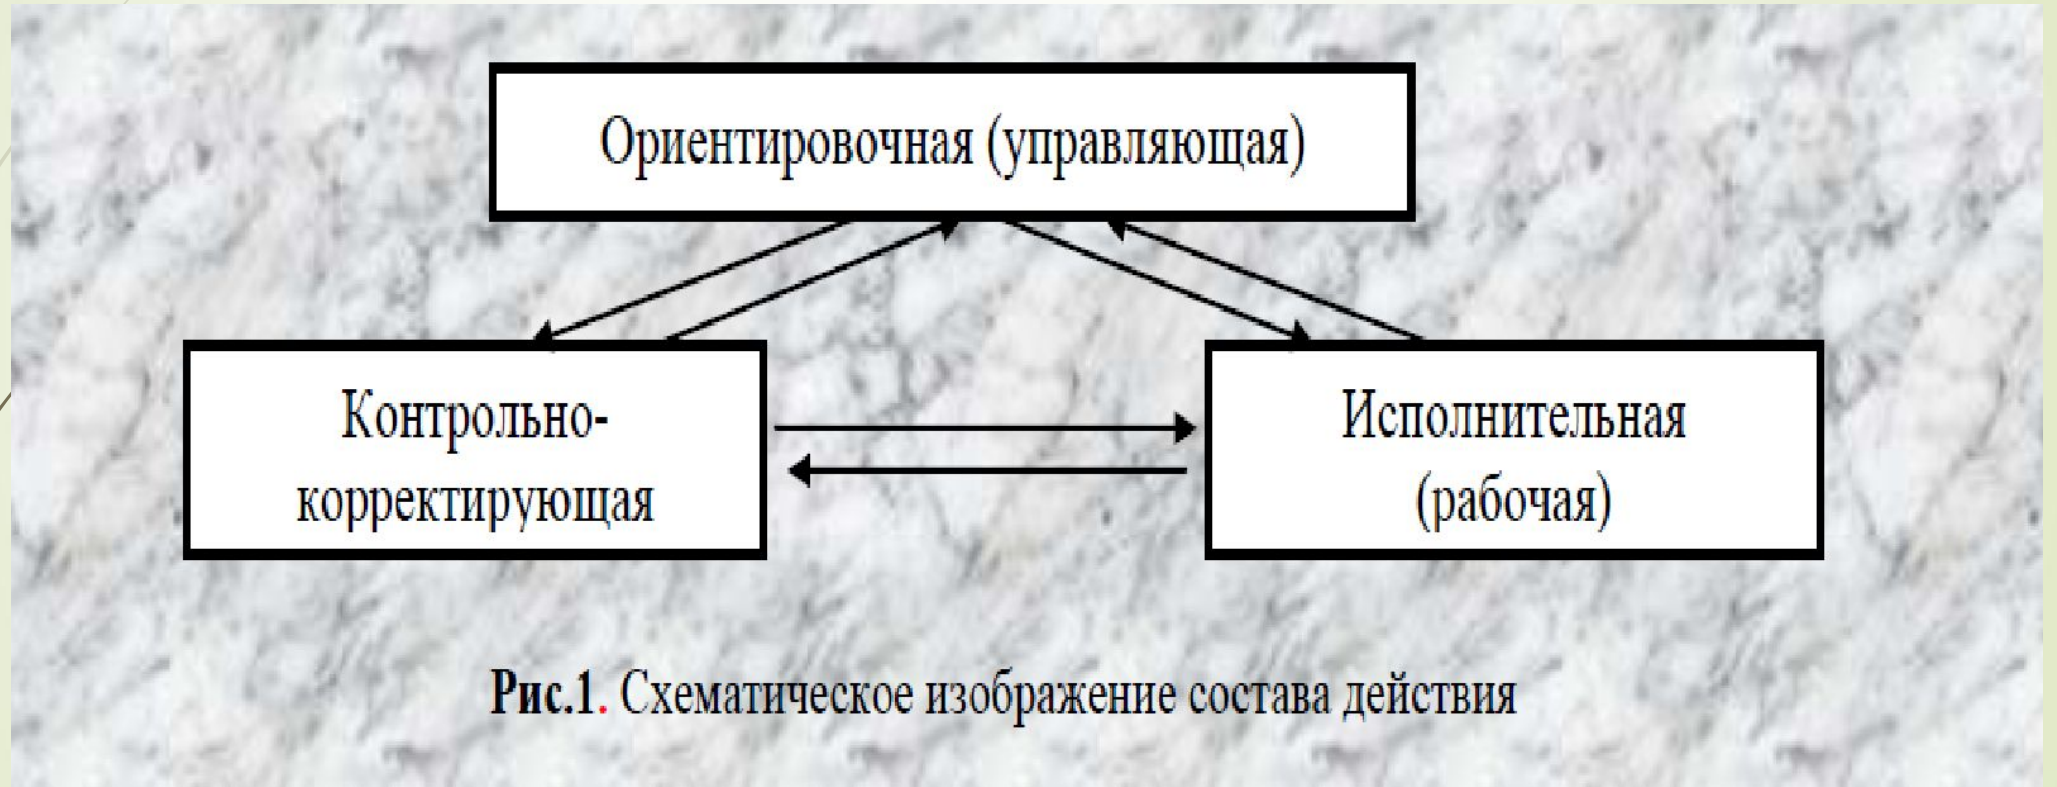 Ориентировочная (управляющая)
Контрольно-
корректирующая
Исполнительная
(рабочая)
Рис.1. Схематическое изображение состава действия